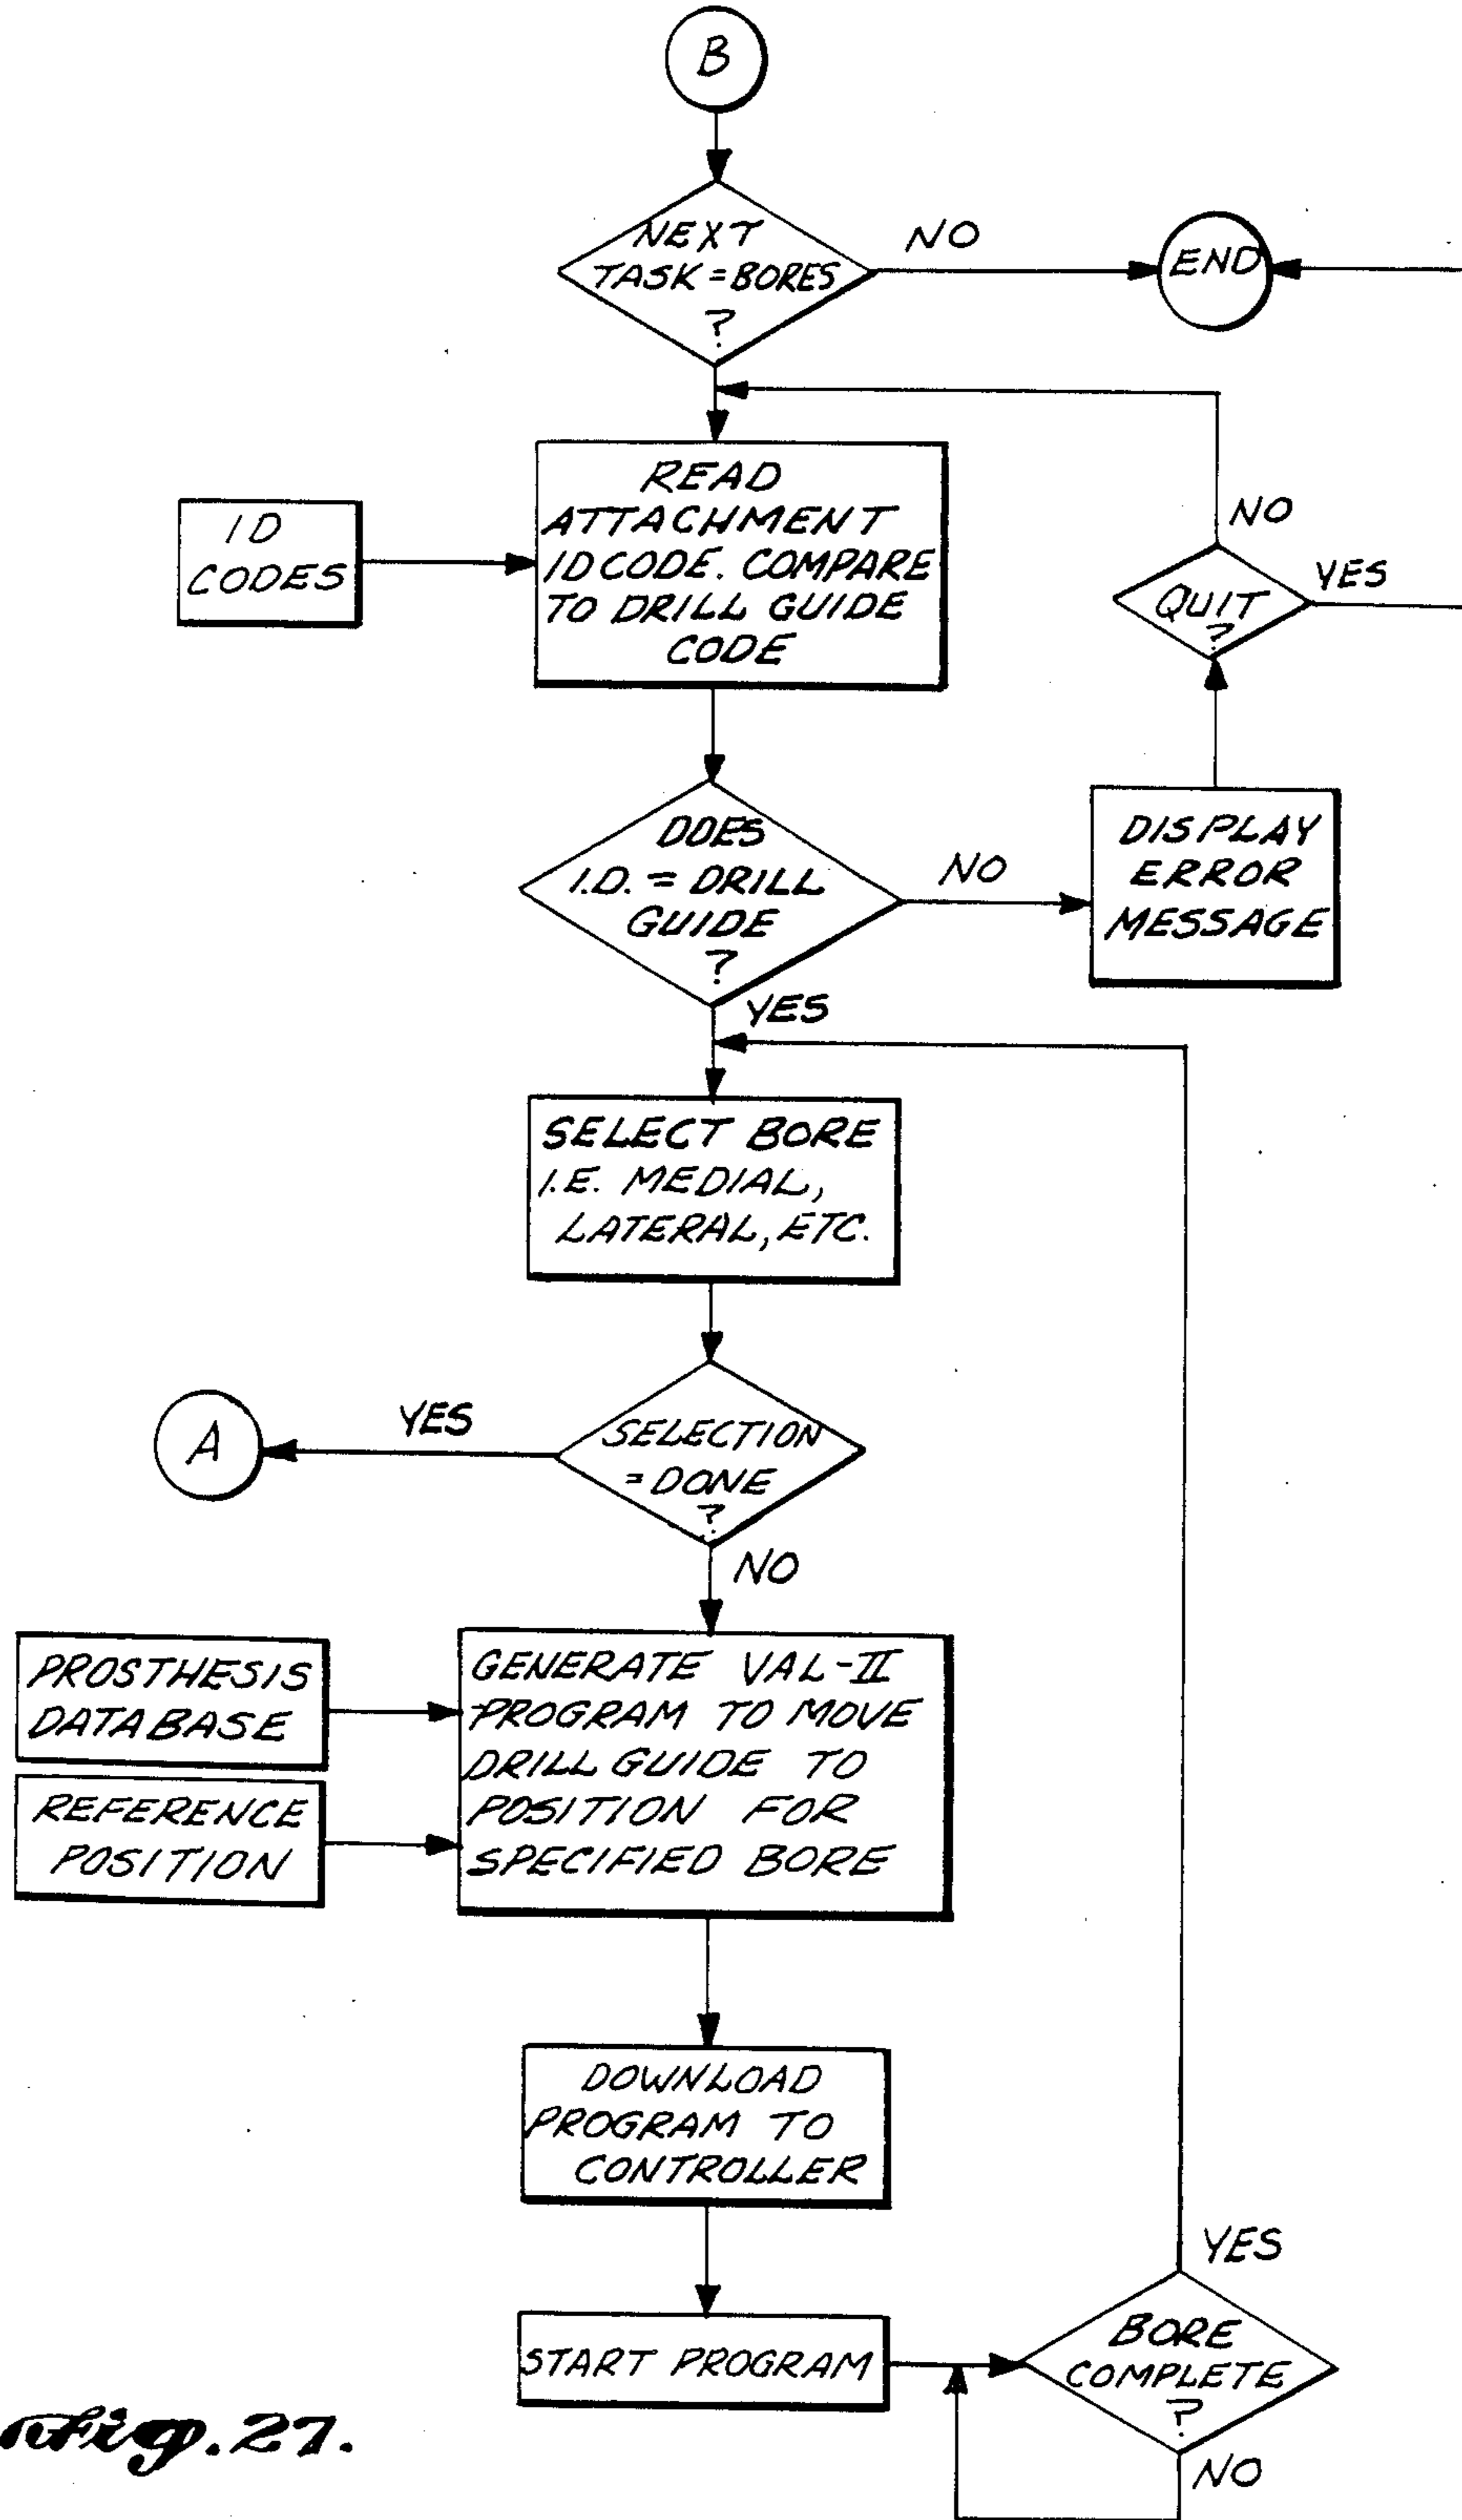 B
NEXT
TASK = BORES
?
NO
END
ID
CODES
READ
ATTACHMENT
ID CODE. COMPARE
TO DRILL GUIDE
CODE
NO
QUIT
?
YES
DOES
I.D. = DRILL
GUIDE
?
NO
YES
DISPLAY
ERROR
MESSAGE
SELECT BORE
I.E. MEDIAL,
LATERAL, ETC.
A
YES
SELECTION
= DONE
?
NO
PROSTHESIS
DATABASE
REFERENCE
POSITION
GENERATE VAL-II
PROGRAM TO MOVE
DRILL GUIDE TO
POSITION FOR
SPECIFIED BORE
DOWNLOAD
PROGRAM TO
CONTROLLER
START PROGRAM
YES
BORE
COMPLETE
?
NO
Fig. 27.